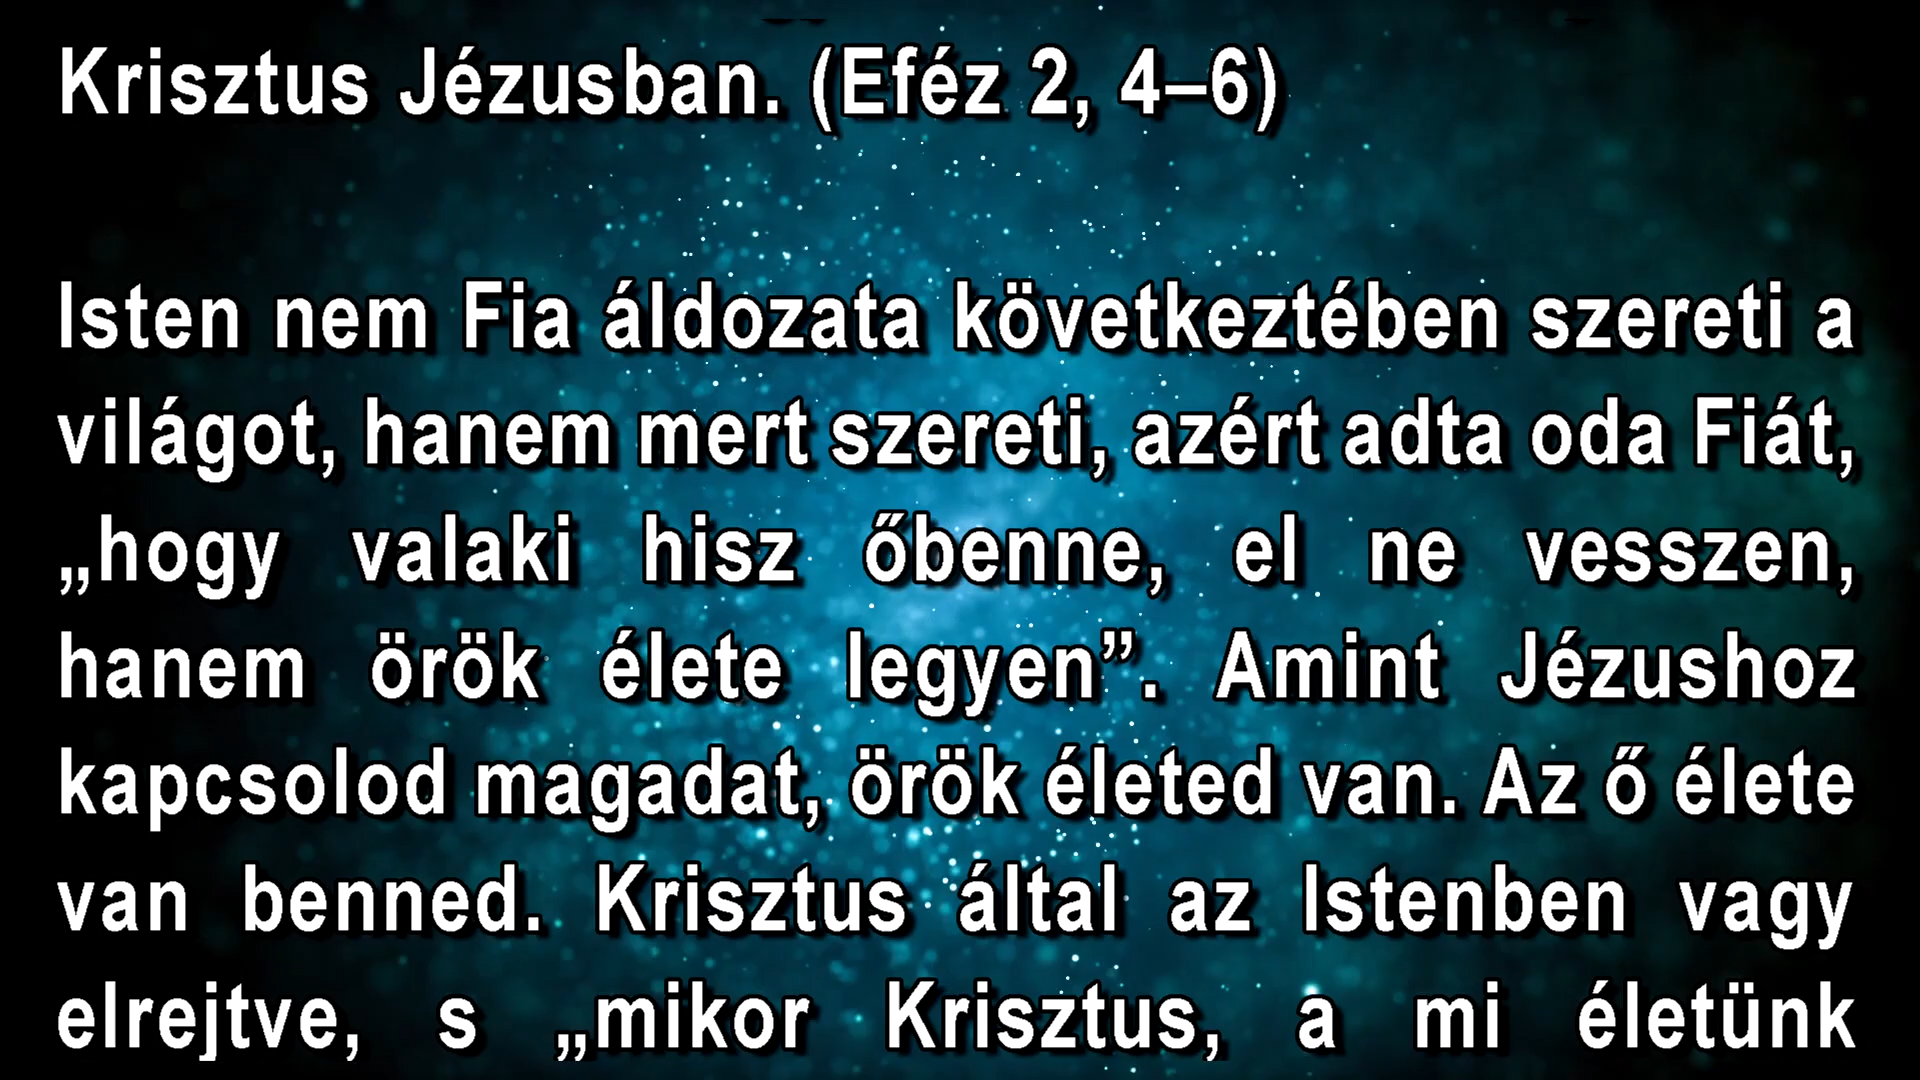 Krisztus Jézusban. (Eféz 2, 4–6)
Isten nem Fia áldozata következtében szereti a
világot, hanem mert szereti, azért adta oda Fiát,
„hogy valaki hisz őbenne, el ne vesszen,
hanem örök élete legyen”. Amint Jézushoz
kapcsolod magadat, örök életed van. Az ő élete
van benned. Krisztus által az Istenben vagy
elrejtve, s „mikor Krisztus, a mi életünk